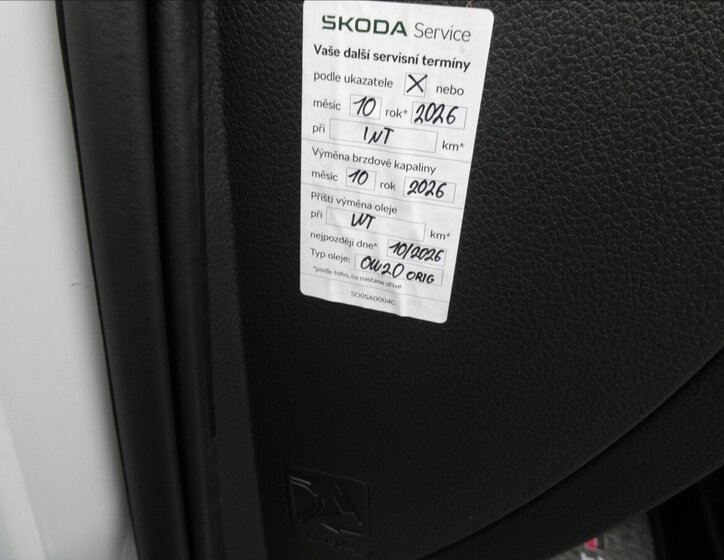 SKODA Service
Vaše další servisní termíny
podle ukazatele X nebo
měsíc 10 rok* 2026
při INT km*
Výměna brzdové kapaliny
měsíc 10 rok 2026
Příští výměna oleje
při INT km*
nejpozději dne* 10/2026
Typ oleje: 0W20 ORIG
*podle toho, co nastane dříve
S00SA0004C